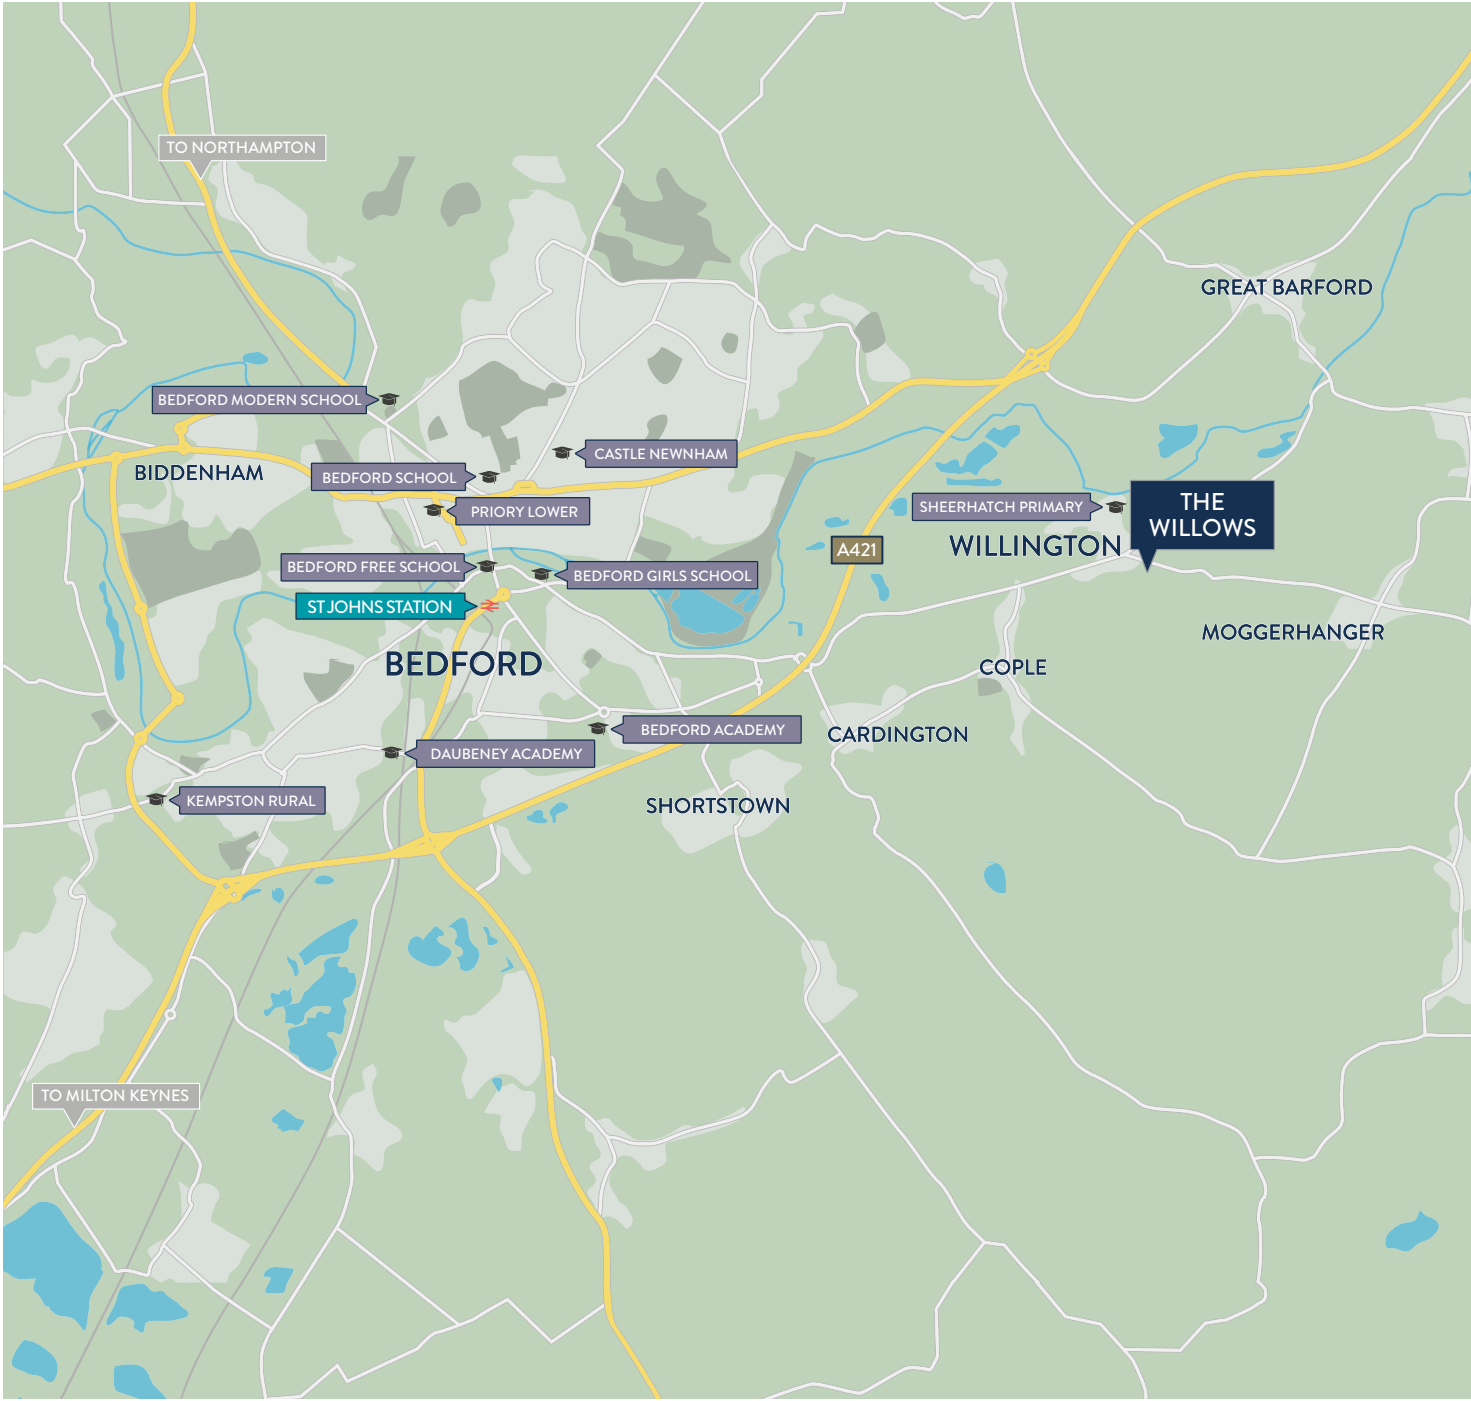 TO NORTHAMPTON
GREAT BARFORD
BEDFORD MODERN SCHOOL
CASTLE NEWNHAM
BIDDENHAM
BEDFORD SCHOOL
PRIORY LOWER
SHEERHATCH PRIMARY
THE
WILLOWS
WILLINGTON
A421
BEDFORD FREE SCHOOL
BEDFORD GIRLS SCHOOL
ST JOHNS STATION
MOGGERHANGER
BEDFORD
COPLE
BEDFORD ACADEMY
CARDINGTON
DAUBENEY ACADEMY
KEMPSTON RURAL
SHORTSTOWN
TO MILTON KEYNES